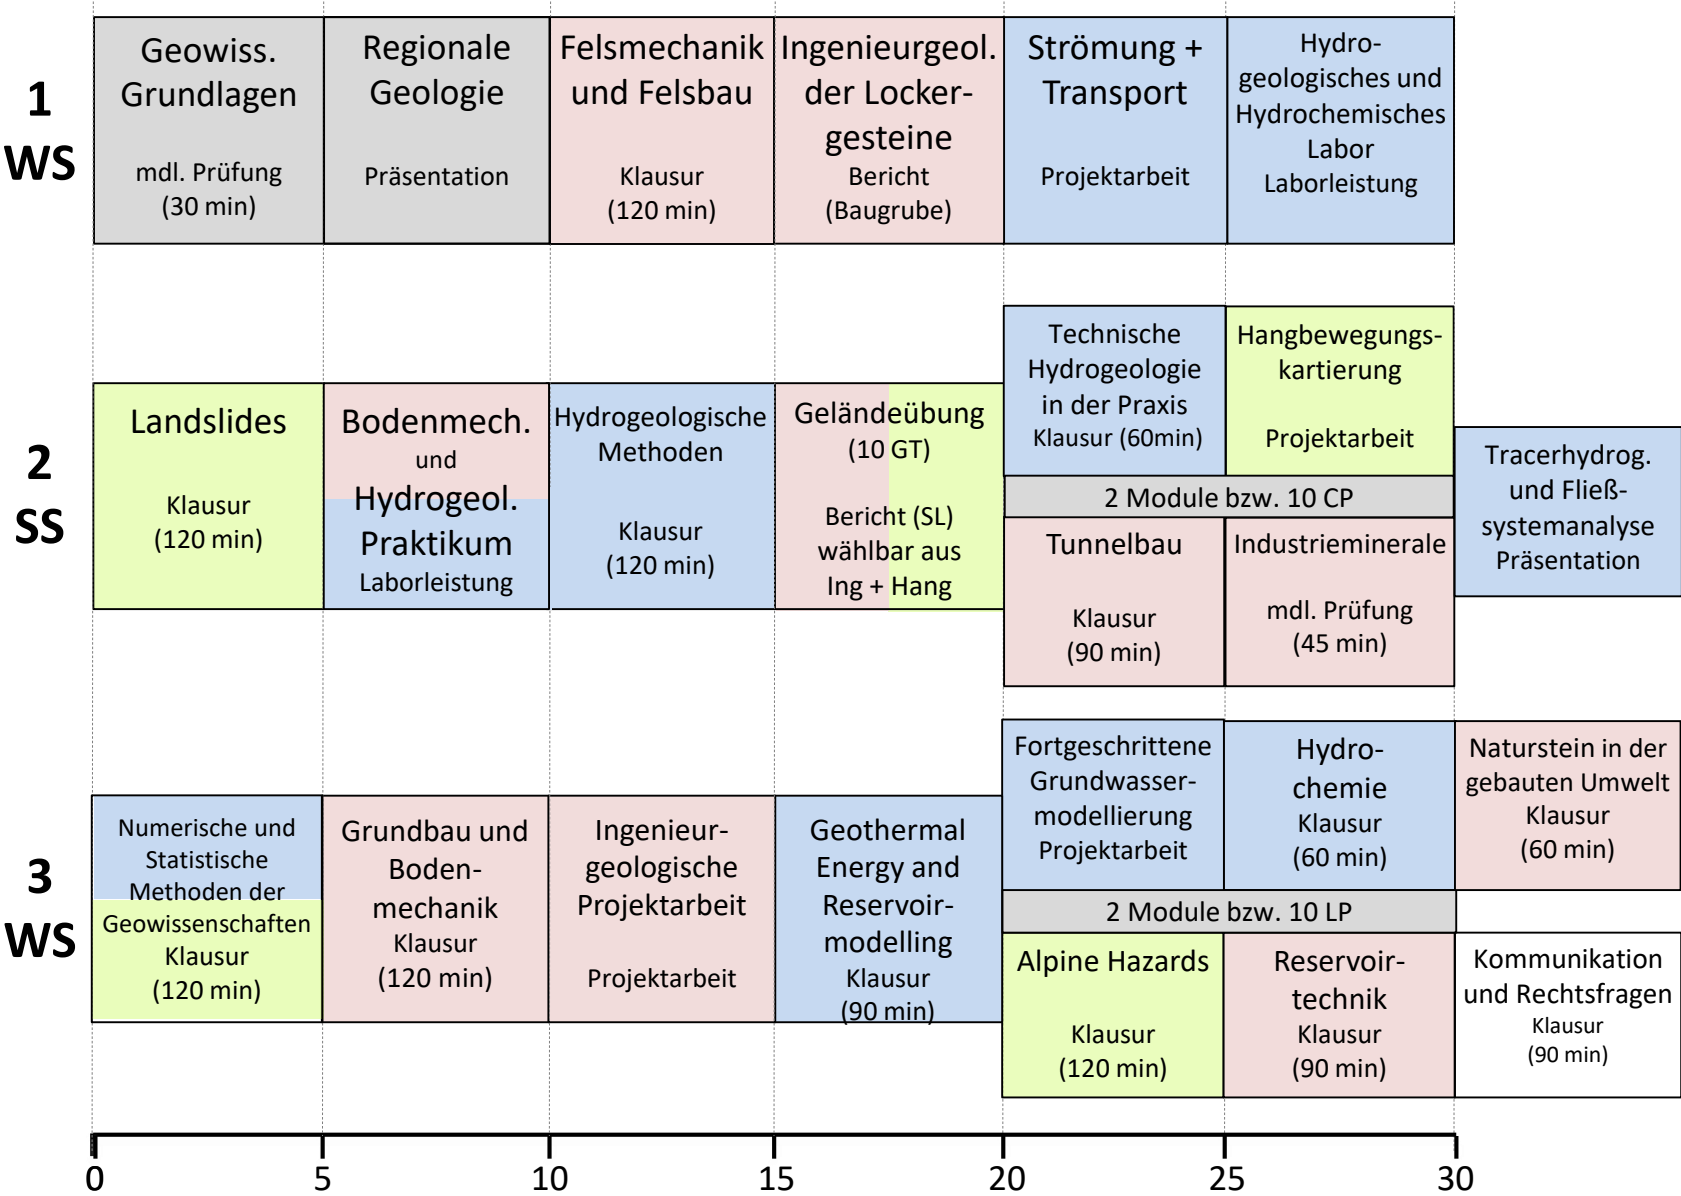 1
WS
Geowiss.
Grundlagen
mdl. Prüfung
(30 min)
Regionale
Geologie
Präsentation
Felsmechanik
und Felsbau
Klausur
(120 min)
Ingenieurgeol.
der Locker-
gesteine
Bericht
(Baugrube)
Strömung +
Transport
Projektarbeit
Hydro-
geologisches und
Hydrochemisches
Labor
Laborleistung
2
SS
Landslides
Klausur
(120 min)
Bodenmech.
und
Hydrogeol.
Praktikum
Laborleistung
Hydrogeologische
Methoden
Klausur
(120 min)
Geländeübung
(10 GT)
Bericht (SL)
wählbar aus
Ing + Hang
Technische
Hydrogeologie
in der Praxis
Klausur (60min)
Hangbewegungs-
kartierung
Projektarbeit
2 Module bzw. 10 CP
Tunnelbau
Klausur
(90 min)
Industrieminerale
mdl. Prüfung
(45 min)
Tracerhydrog.
und Fließ-
systemanalyse
Präsentation
3
WS
Numerische und
Statistische
Methoden der
Geowissenschaften
Klausur
(120 min)
Grundbau und
Boden-
mechanik
Klausur
(120 min)
Ingenieur-
geologische
Projektarbeit
Projektarbeit
Geothermal
Energy and
Reservoir-
modelling
Klausur
(90 min)
Fortgeschrittene
Grundwasser-
modellierung
Projektarbeit
Hydro-
chemie
Klausur
(60 min)
Naturstein in der
gebauten Umwelt
Klausur
(60 min)
2 Module bzw. 10 LP
Alpine Hazards
Klausur
(120 min)
Reservoir-
technik
Klausur
(90 min)
Kommunikation
und Rechtsfragen
Klausur
(90 min)
0 5 10 15 20 25 30